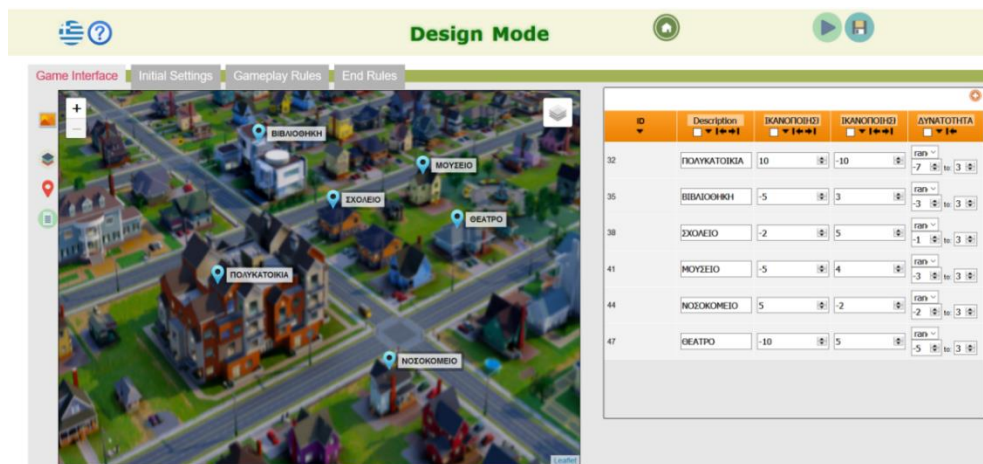 Design Mode
Game Interface Initial Settings Gameplay Rules End Rules
ΒΙΒΛΙΟΘΗΚΗ
ΜΟΥΣΕΙΟ
ΣΧΟΛΕΙΟ
ΘΕΑΤΡΟ
ΠΟΛΥΚΑΤΟΙΚΙΑ
ΝΟΣΟΚΟΜΕΙΟ
Leaflet
ID Description ΙΚΑΝΟΠΟΙΗΣΗ ΙΚΑΝΟΠΟΙΗΣΗ ΔΥΝΑΤΟΤΗΤΑ
32 ΠΟΛΥΚΑΤΟΙΚΙΑ 10 -10 ran -7 to: 3
35 ΒΙΒΛΙΟΘΗΚΗ -5 3 ran -3 to: 3
38 ΣΧΟΛΕΙΟ -2 5 ran -1 to: 3
41 ΜΟΥΣΕΙΟ -5 4 ran -3 to: 3
44 ΝΟΣΟΚΟΜΕΙΟ 5 -2 ran -2 to: 3
47 ΘΕΑΤΡΟ -10 5 ran -5 to: 3